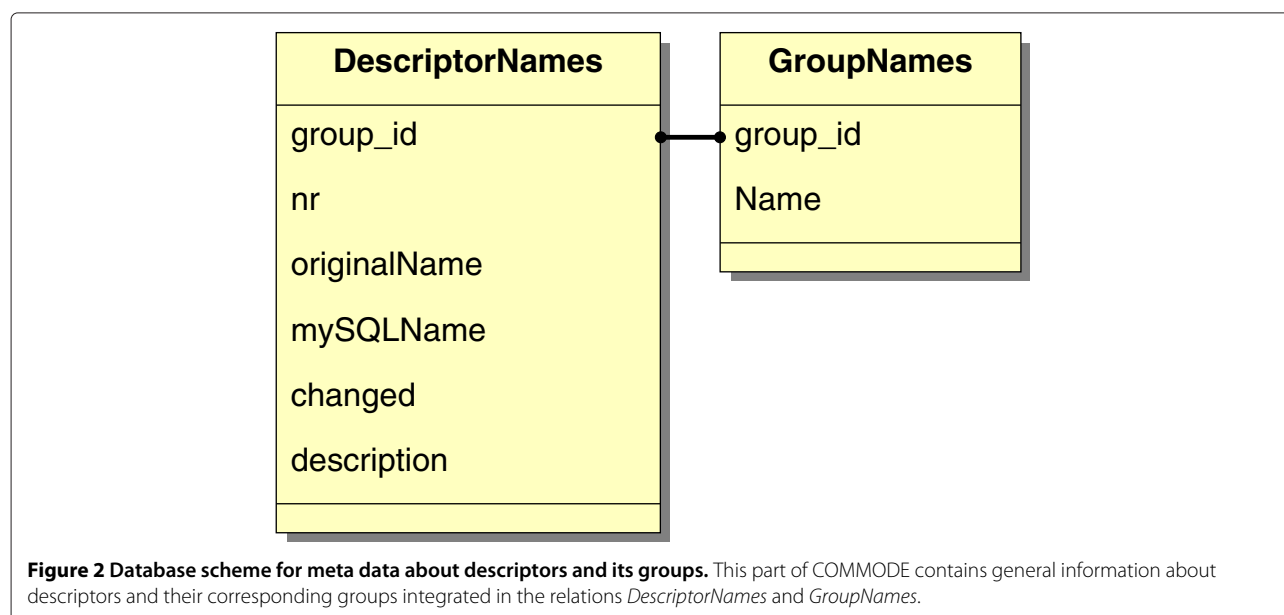 DescriptorNames
group_id
nr
originalName
mySQLName
changed
description
GroupNames
group_id
Name
Figure 2 Database scheme for meta data about descriptors and its groups. This part of COMMODE contains general information about
descriptors and their corresponding groups integrated in the relations DescriptorNames and GroupNames.